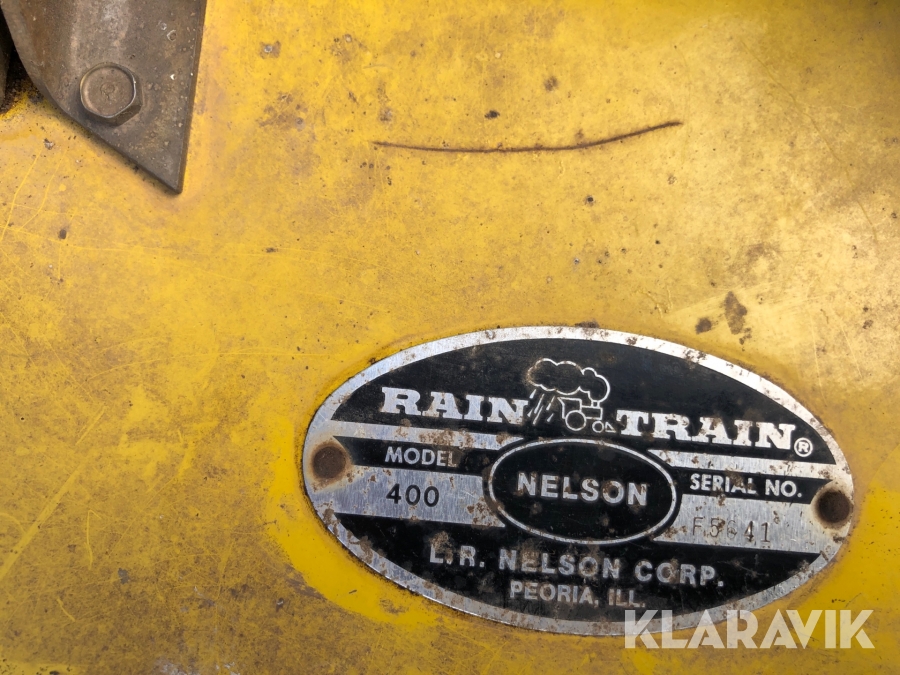 RAIN TRAIN®
MODEL
400
NELSON
SERIAL NO.
L.R. NELSON CORP.
PEORIA, ILL.
KLARAVIK